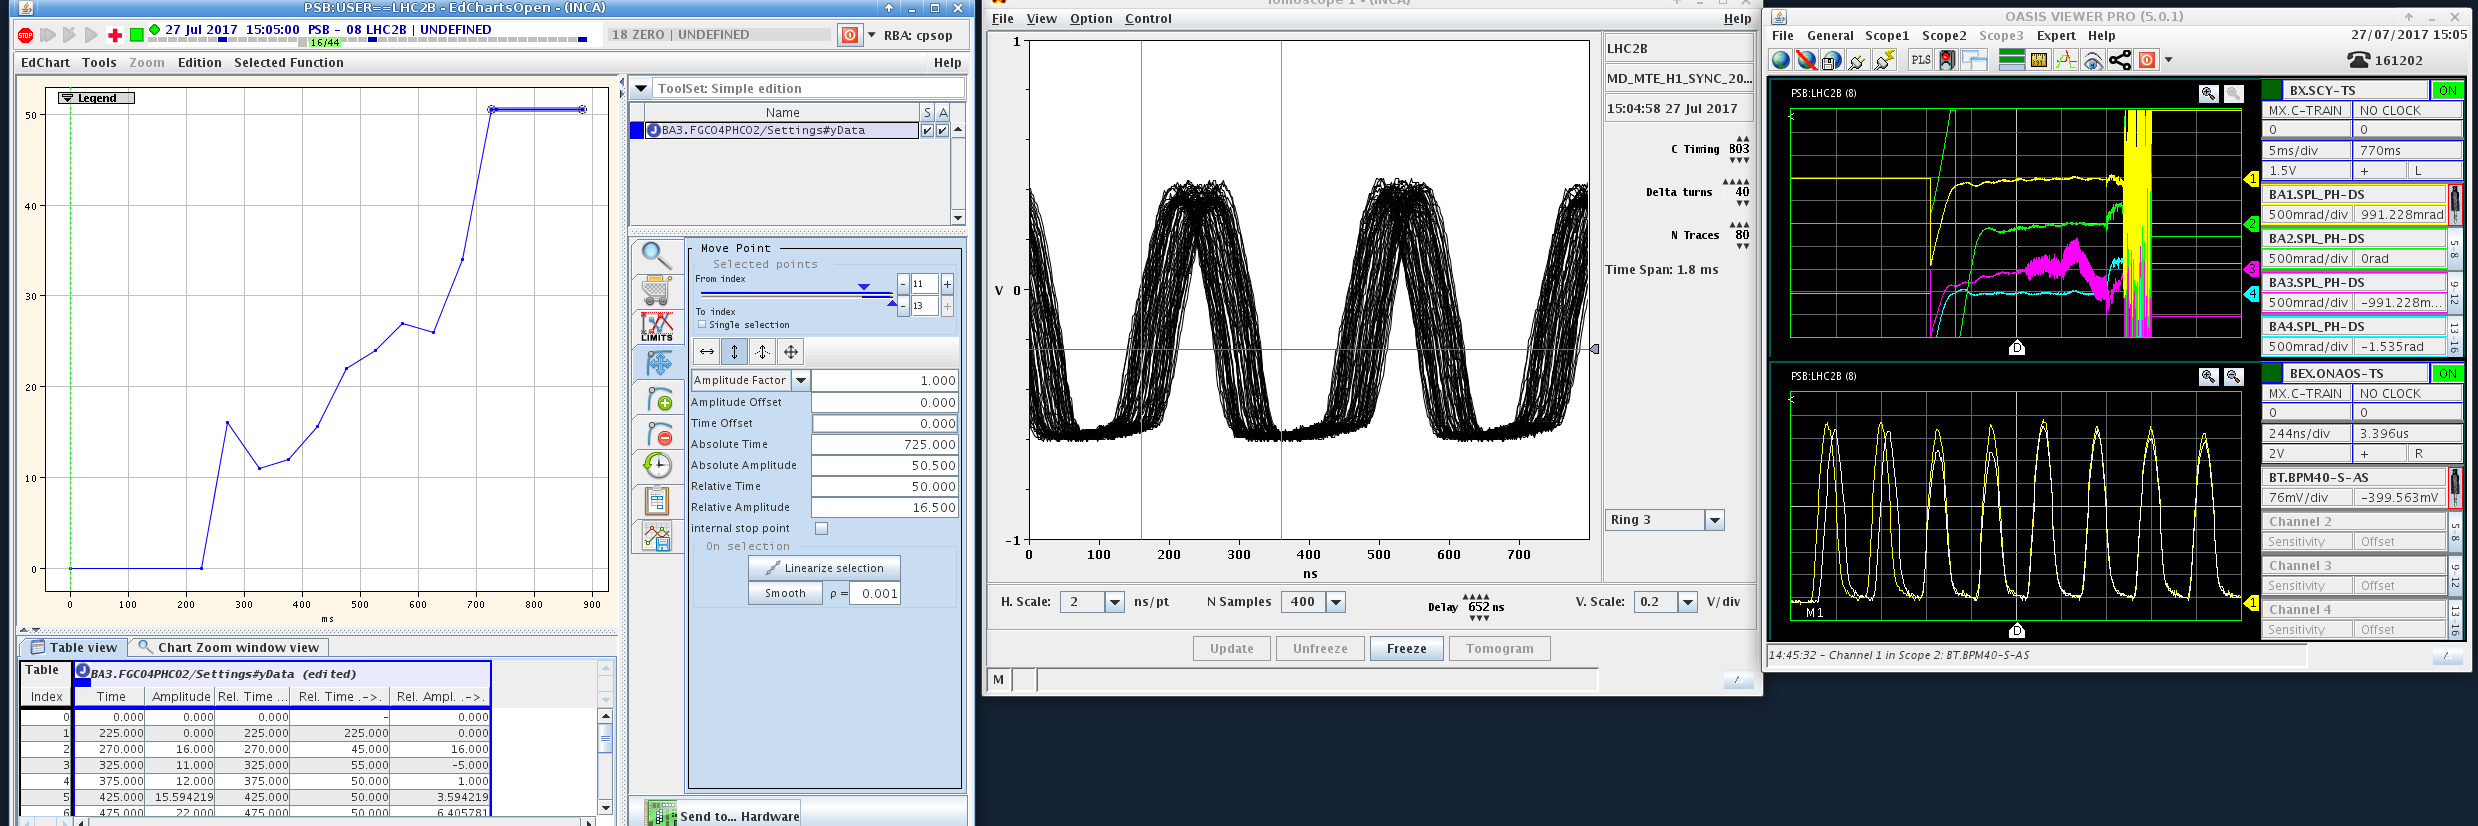 PSB:USER==LHC2B - EdChartsOpen - (INCA)
STOP
27 Jul 2017 15:05:00 PSB - 08 LHC2B | UNDEFINED
16/44
18 ZERO | UNDEFINED
RBA: cpsop
EdChart Tools Zoom Edition Selected Function Help
Legend
50
40
30
20
10
0
0 100 200 300 400 500 600 700 800 900
ms
ToolSet: Simple edition
Name S A
BA3.FGC04PHC02/Settings#yData
LIMITS
Move Point
Selected points
From index
- 11 +
- 13 +
To index
Single selection
Amplitude Factor 1.000
Amplitude Offset 0.000
Time Offset 0.000
Absolute Time 725.000
Absolute Amplitude 50.500
Relative Time 50.000
Relative Amplitude 16.500
internal stop point
On selection
Linearize selection
Smooth ρ = 0.001
Send to... Hardware
Table view Chart Zoom window view
Table BA3.FGC04PHC02/Settings#yData (edited)
Index Time Amplitude Rel. Time ... Rel. Time .->. Rel. Ampl. .->.
0 0.000 0.000 0.000 - 0.000
1 225.000 0.000 225.000 225.000 0.000
2 270.000 16.000 270.000 45.000 16.000
3 325.000 11.000 325.000 55.000 -5.000
4 375.000 12.000 375.000 50.000 1.000
5 425.000 15.594219 425.000 50.000 3.594219
6 475.000 22.000 475.000 50.000 6.405781
Tomoscope 1 - (INCA)
File View Option Control Help
1
V 0
-1
0 100 200 300 400 500 600 700
ns
LHC2B
MD_MTE_H1_SYNC_20...
15:04:58 27 Jul 2017
C Timing 803
Delta turns 40
N Traces 80
Time Span: 1.8 ms
Ring 3
H. Scale: 2 ns/pt N Samples 400 Delay 652 ns V. Scale: 0.2 V/div
Update Unfreeze Freeze Tomogram
M
OASIS VIEWER PRO (5.0.1)
File General Scope1 Scope2 Scope3 Expert Help 27/07/2017 15:05
PLS
161202
PSB:LHC2B (8)
1
2
3
4
D
BX.SCY-TS ON
MX.C-TRAIN NO CLOCK
0 0
5ms/div 770ms
1.5V + L
BA1.SPL_PH-DS
500mrad/div 991.228mrad
BA2.SPL_PH-DS
500mrad/div 0rad
BA3.SPL_PH-DS
500mrad/div -991.228m...
BA4.SPL_PH-DS
500mrad/div -1.535rad
5-8
9-12
13-16
PSB:LHC2B (8)
M1
1
D
BEX.ONAOS-TS ON
MX.C-TRAIN NO CLOCK
0 0
244ns/div 3.396us
2V + R
BT.BPM40-S-AS
76mV/div -399.563mV
Channel 2
Sensitivity Offset
Channel 3
Sensitivity Offset
Channel 4
Sensitivity Offset
5-8
9-12
13-16
14:45:32 - Channel 1 in Scope 2: BT.BPM40-S-AS